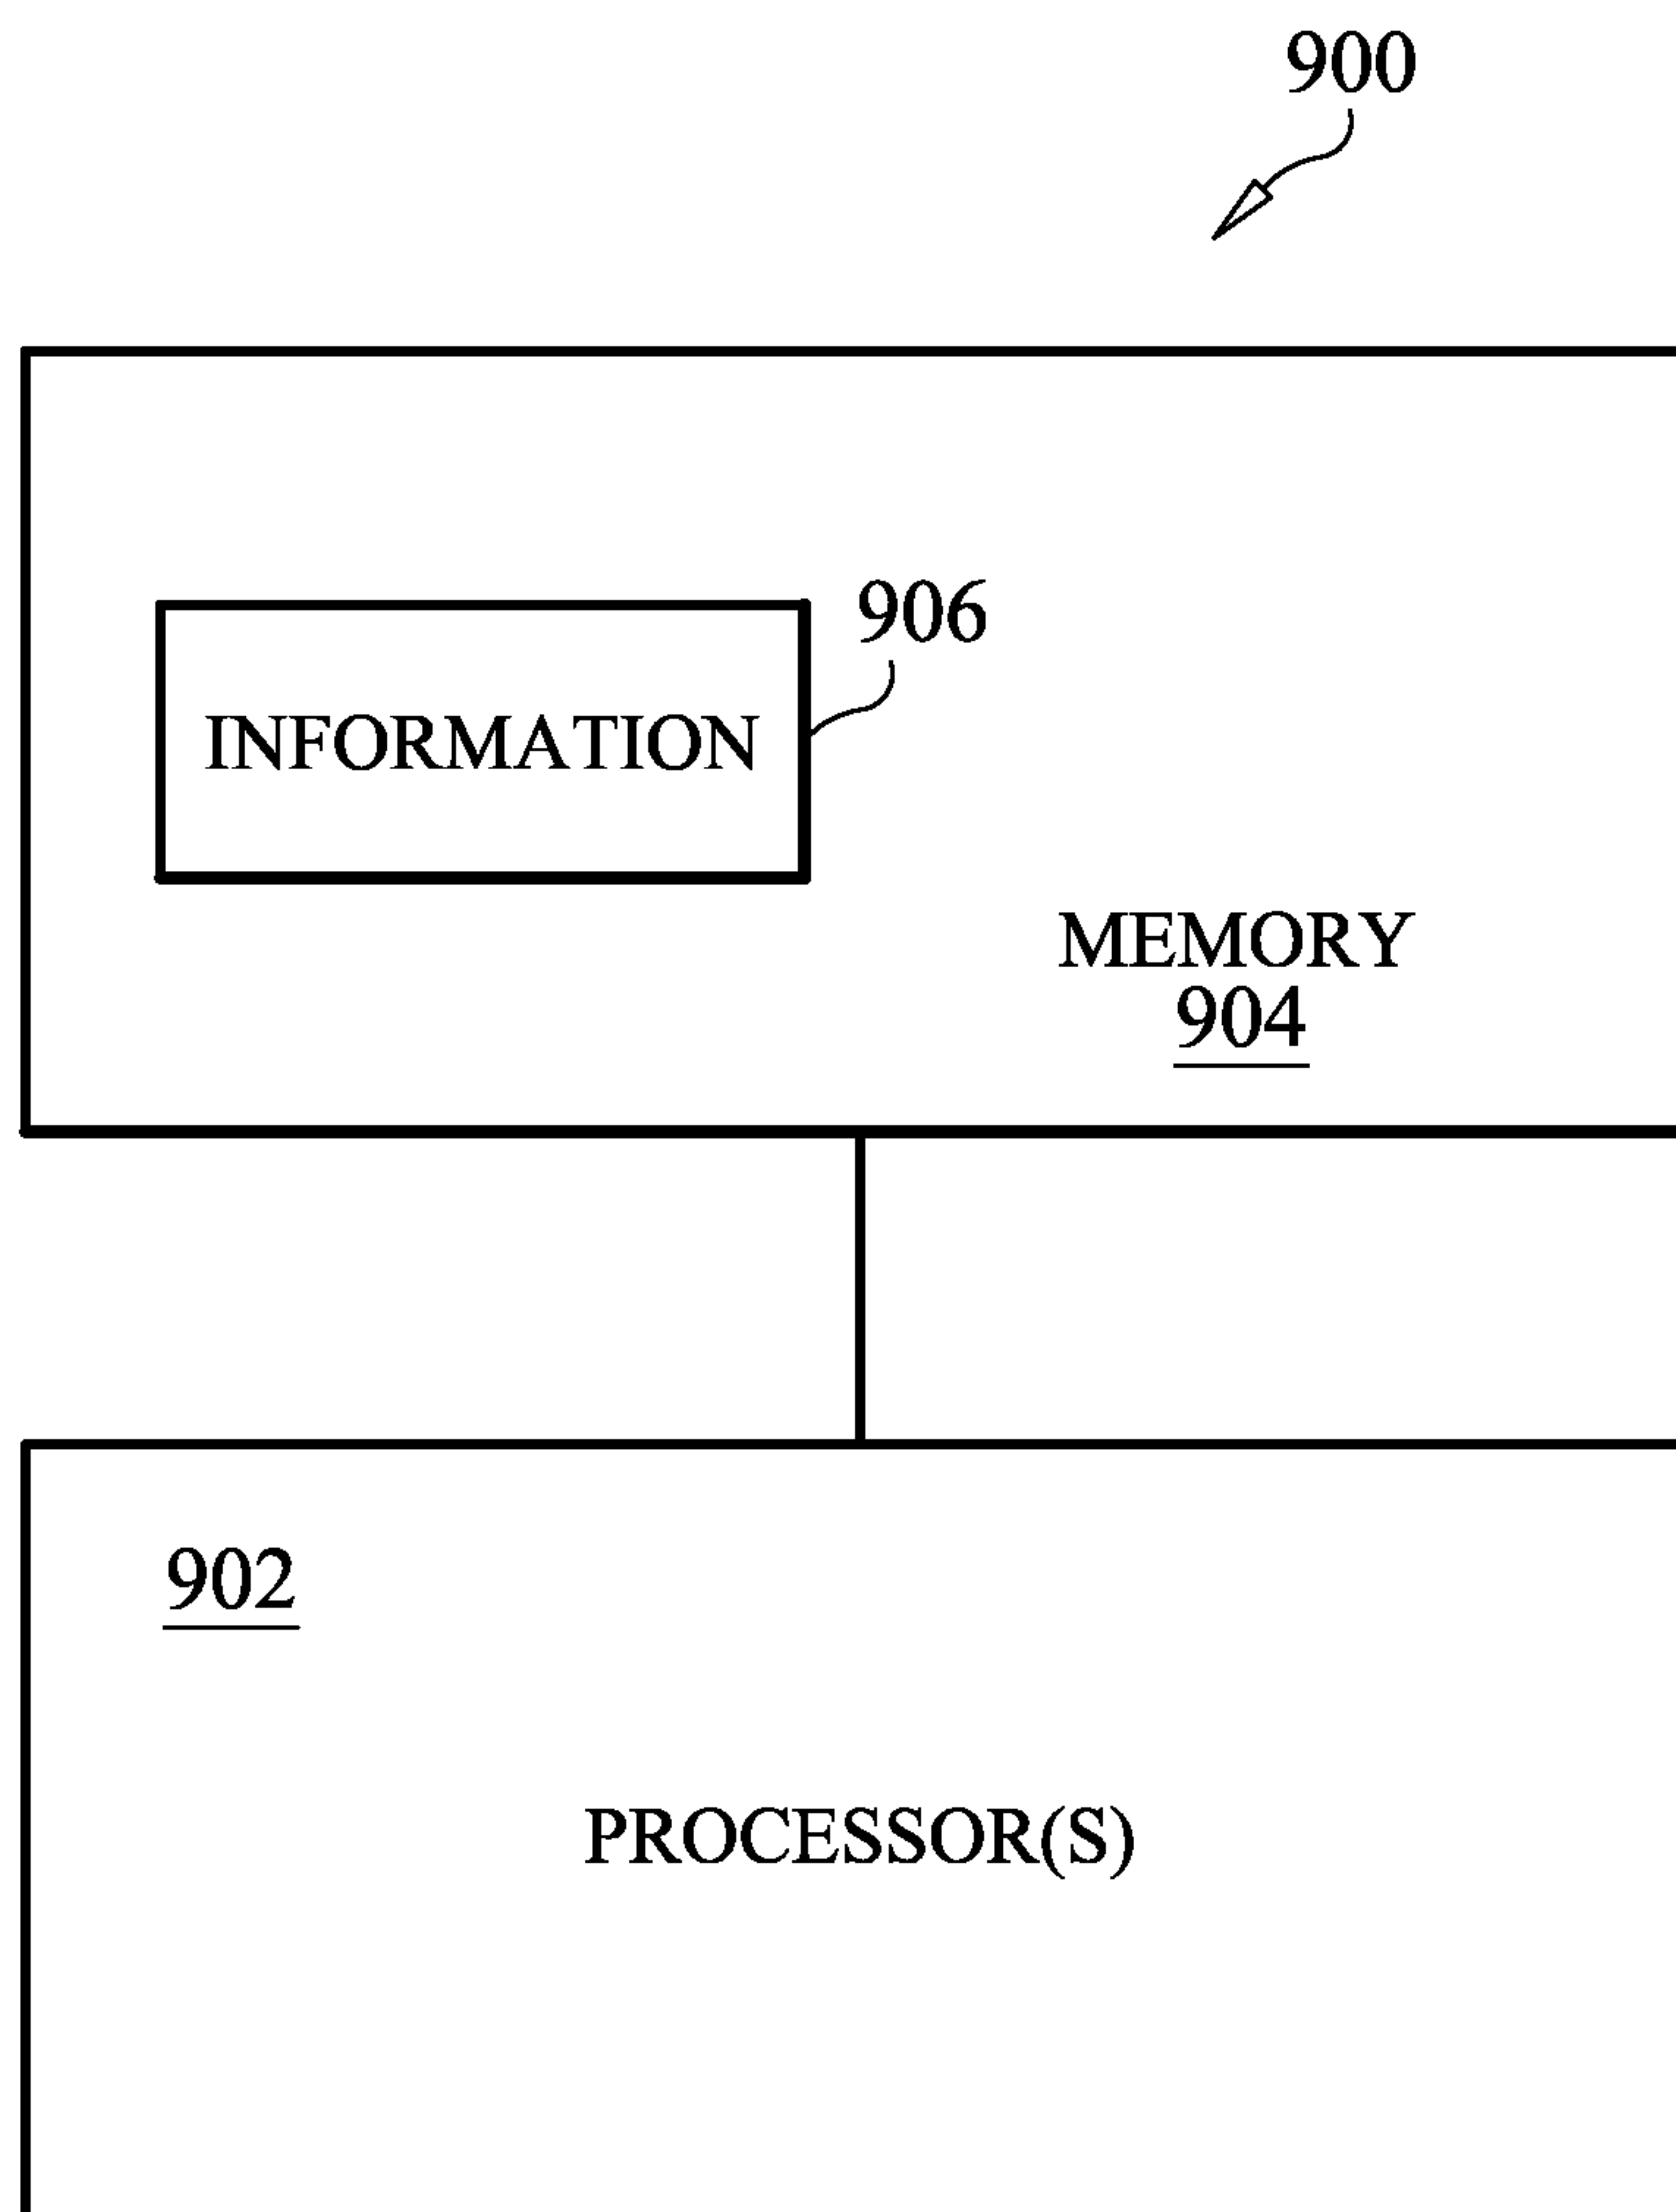 900
906
INFORMATION
MEMORY
904
902
PROCESSOR(S)